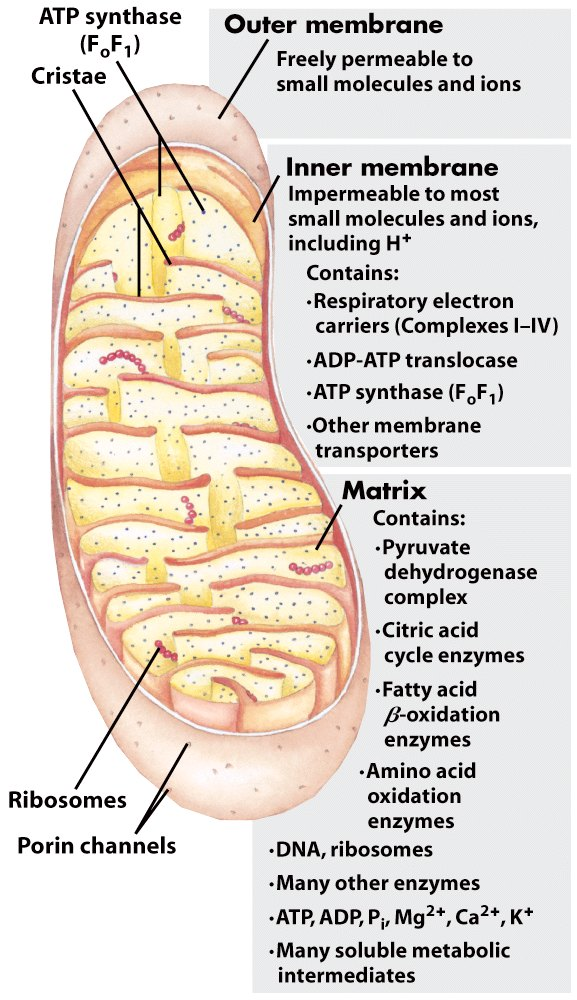 ATP synthase
(FₒF₁)
Cristae
Outer membrane
Freely permeable to
small molecules and ions
Inner membrane
Impermeable to most
small molecules and ions,
including H⁺
Contains:
·Respiratory electron
carriers (Complexes I–IV)
·ADP-ATP translocase
·ATP synthase (FₒF₁)
·Other membrane
transporters
Matrix
Contains:
·Pyruvate
dehydrogenase
complex
·Citric acid
cycle enzymes
·Fatty acid
β-oxidation
enzymes
·Amino acid
oxidation
enzymes
·DNA, ribosomes
·Many other enzymes
·ATP, ADP, Pᵢ, Mg²⁺, Ca²⁺, K⁺
·Many soluble metabolic
intermediates
Ribosomes
Porin channels